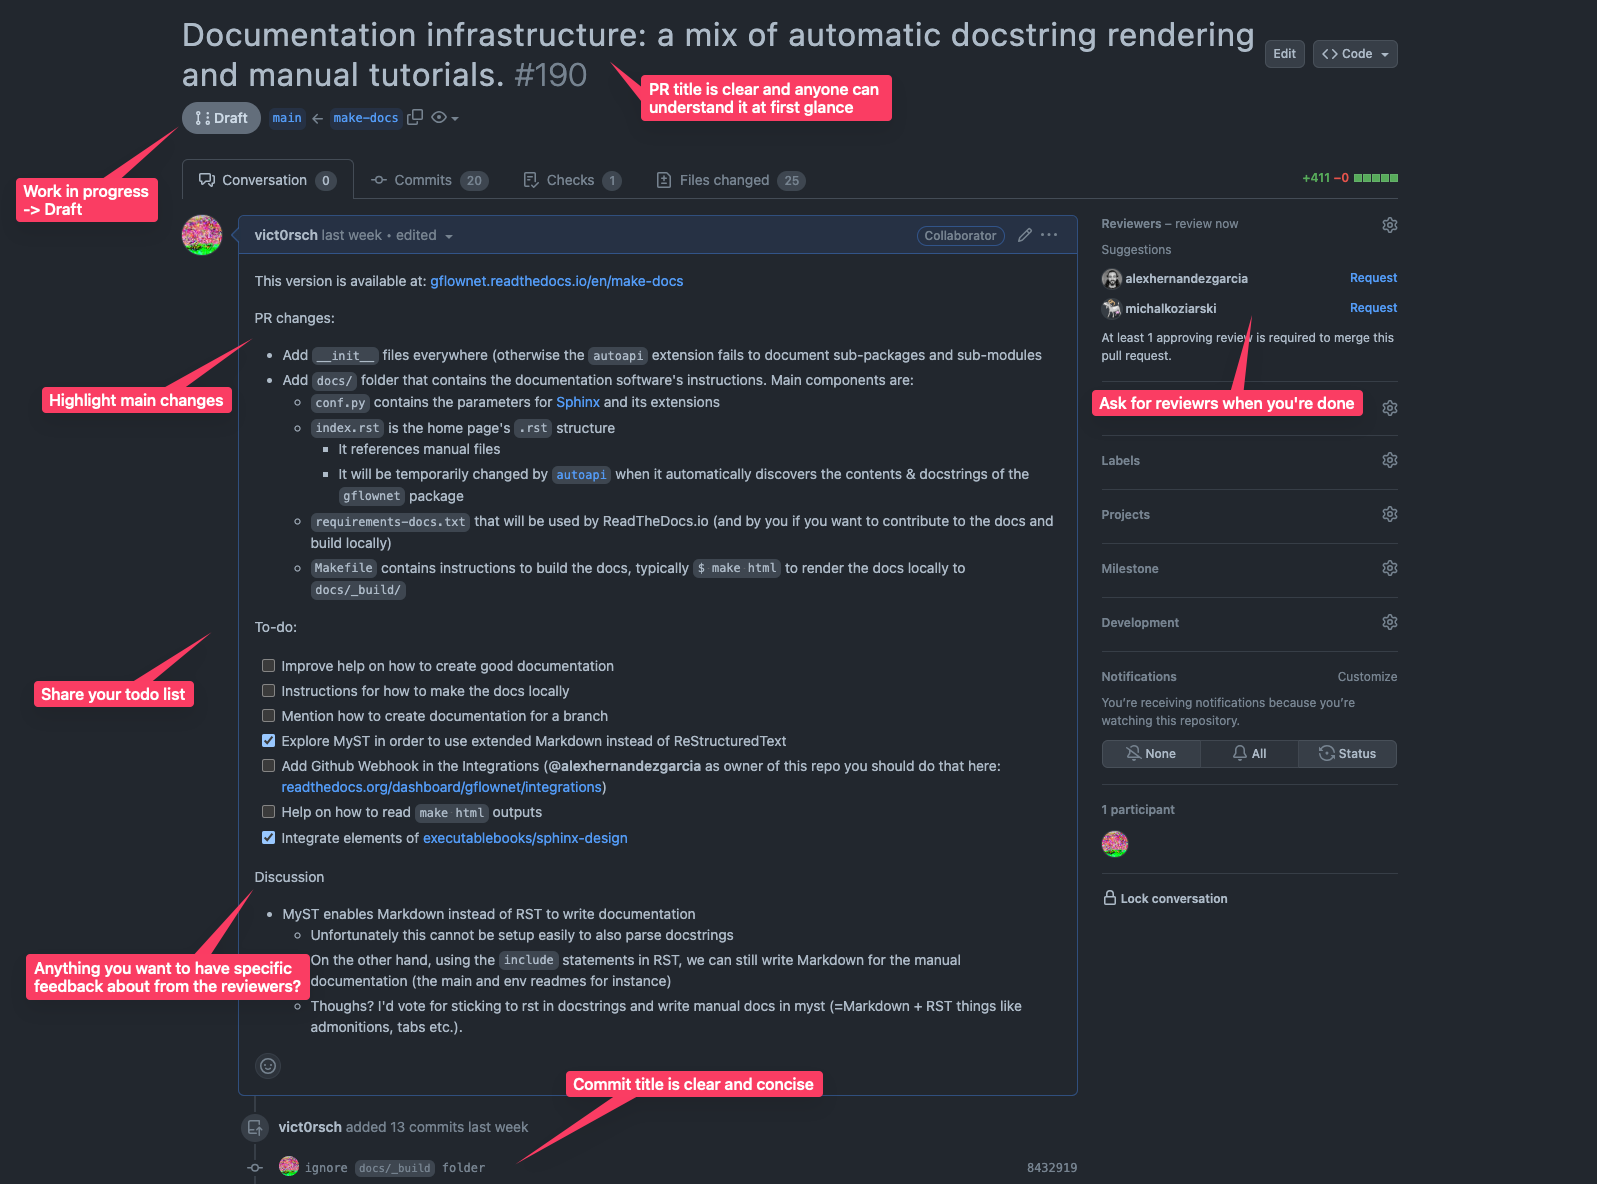 Documentation infrastructure: a mix of automatic docstring rendering
and manual tutorials. #190
Edit
<> Code
PR title is clear and anyone can
understand it at first glance
Draft
main ← make-docs
Work in progress
-> Draft
Conversation 0
Commits 20
Checks 1
Files changed 25
+411 −0
vict0rsch last week • edited
Collaborator
This version is available at: gflownet.readthedocs.io/en/make-docs
PR changes:
Highlight main changes
• Add __init__ files everywhere (otherwise the autoapi extension fails to document sub-packages and sub-modules
• Add docs/ folder that contains the documentation software's instructions. Main components are:
conf.py contains the parameters for Sphinx and its extensions
index.rst is the home page's .rst structure
It references manual files
It will be temporarily changed by autoapi when it automatically discovers the contents & docstrings of the
gflownet package
requirements-docs.txt that will be used by ReadTheDocs.io (and by you if you want to contribute to the docs and
build locally)
Makefile contains instructions to build the docs, typically $ make html to render the docs locally to
docs/_build/
To-do:
Share your todo list
Improve help on how to create good documentation
Instructions for how to make the docs locally
Mention how to create documentation for a branch
Explore MyST in order to use extended Markdown instead of ReStructuredText
Add Github Webhook in the Integrations (@alexhernandezgarcia as owner of this repo you should do that here:
readthedocs.org/dashboard/gflownet/integrations)
Help on how to read make html outputs
Integrate elements of executablebooks/sphinx-design
Discussion
Anything you want to have specific
feedback about from the reviewers?
• MyST enables Markdown instead of RST to write documentation
Unfortunately this cannot be setup easily to also parse docstrings
On the other hand, using the include statements in RST, we can still write Markdown for the manual
documentation (the main and env readmes for instance)
Thoughs? I'd vote for sticking to rst in docstrings and write manual docs in myst (=Markdown + RST things like
admonitions, tabs etc.).
Commit title is clear and concise
vict0rsch added 13 commits last week
ignore docs/_build folder
8432919
Reviewers – review now
Suggestions
alexhernandezgarcia Request
michalkoziarski Request
At least 1 approving review is required to merge this
pull request.
Ask for reviewrs when you're done
Labels
Projects
Milestone
Development
Notifications Customize
You're receiving notifications because you're
watching this repository.
None
All
Status
1 participant
Lock conversation